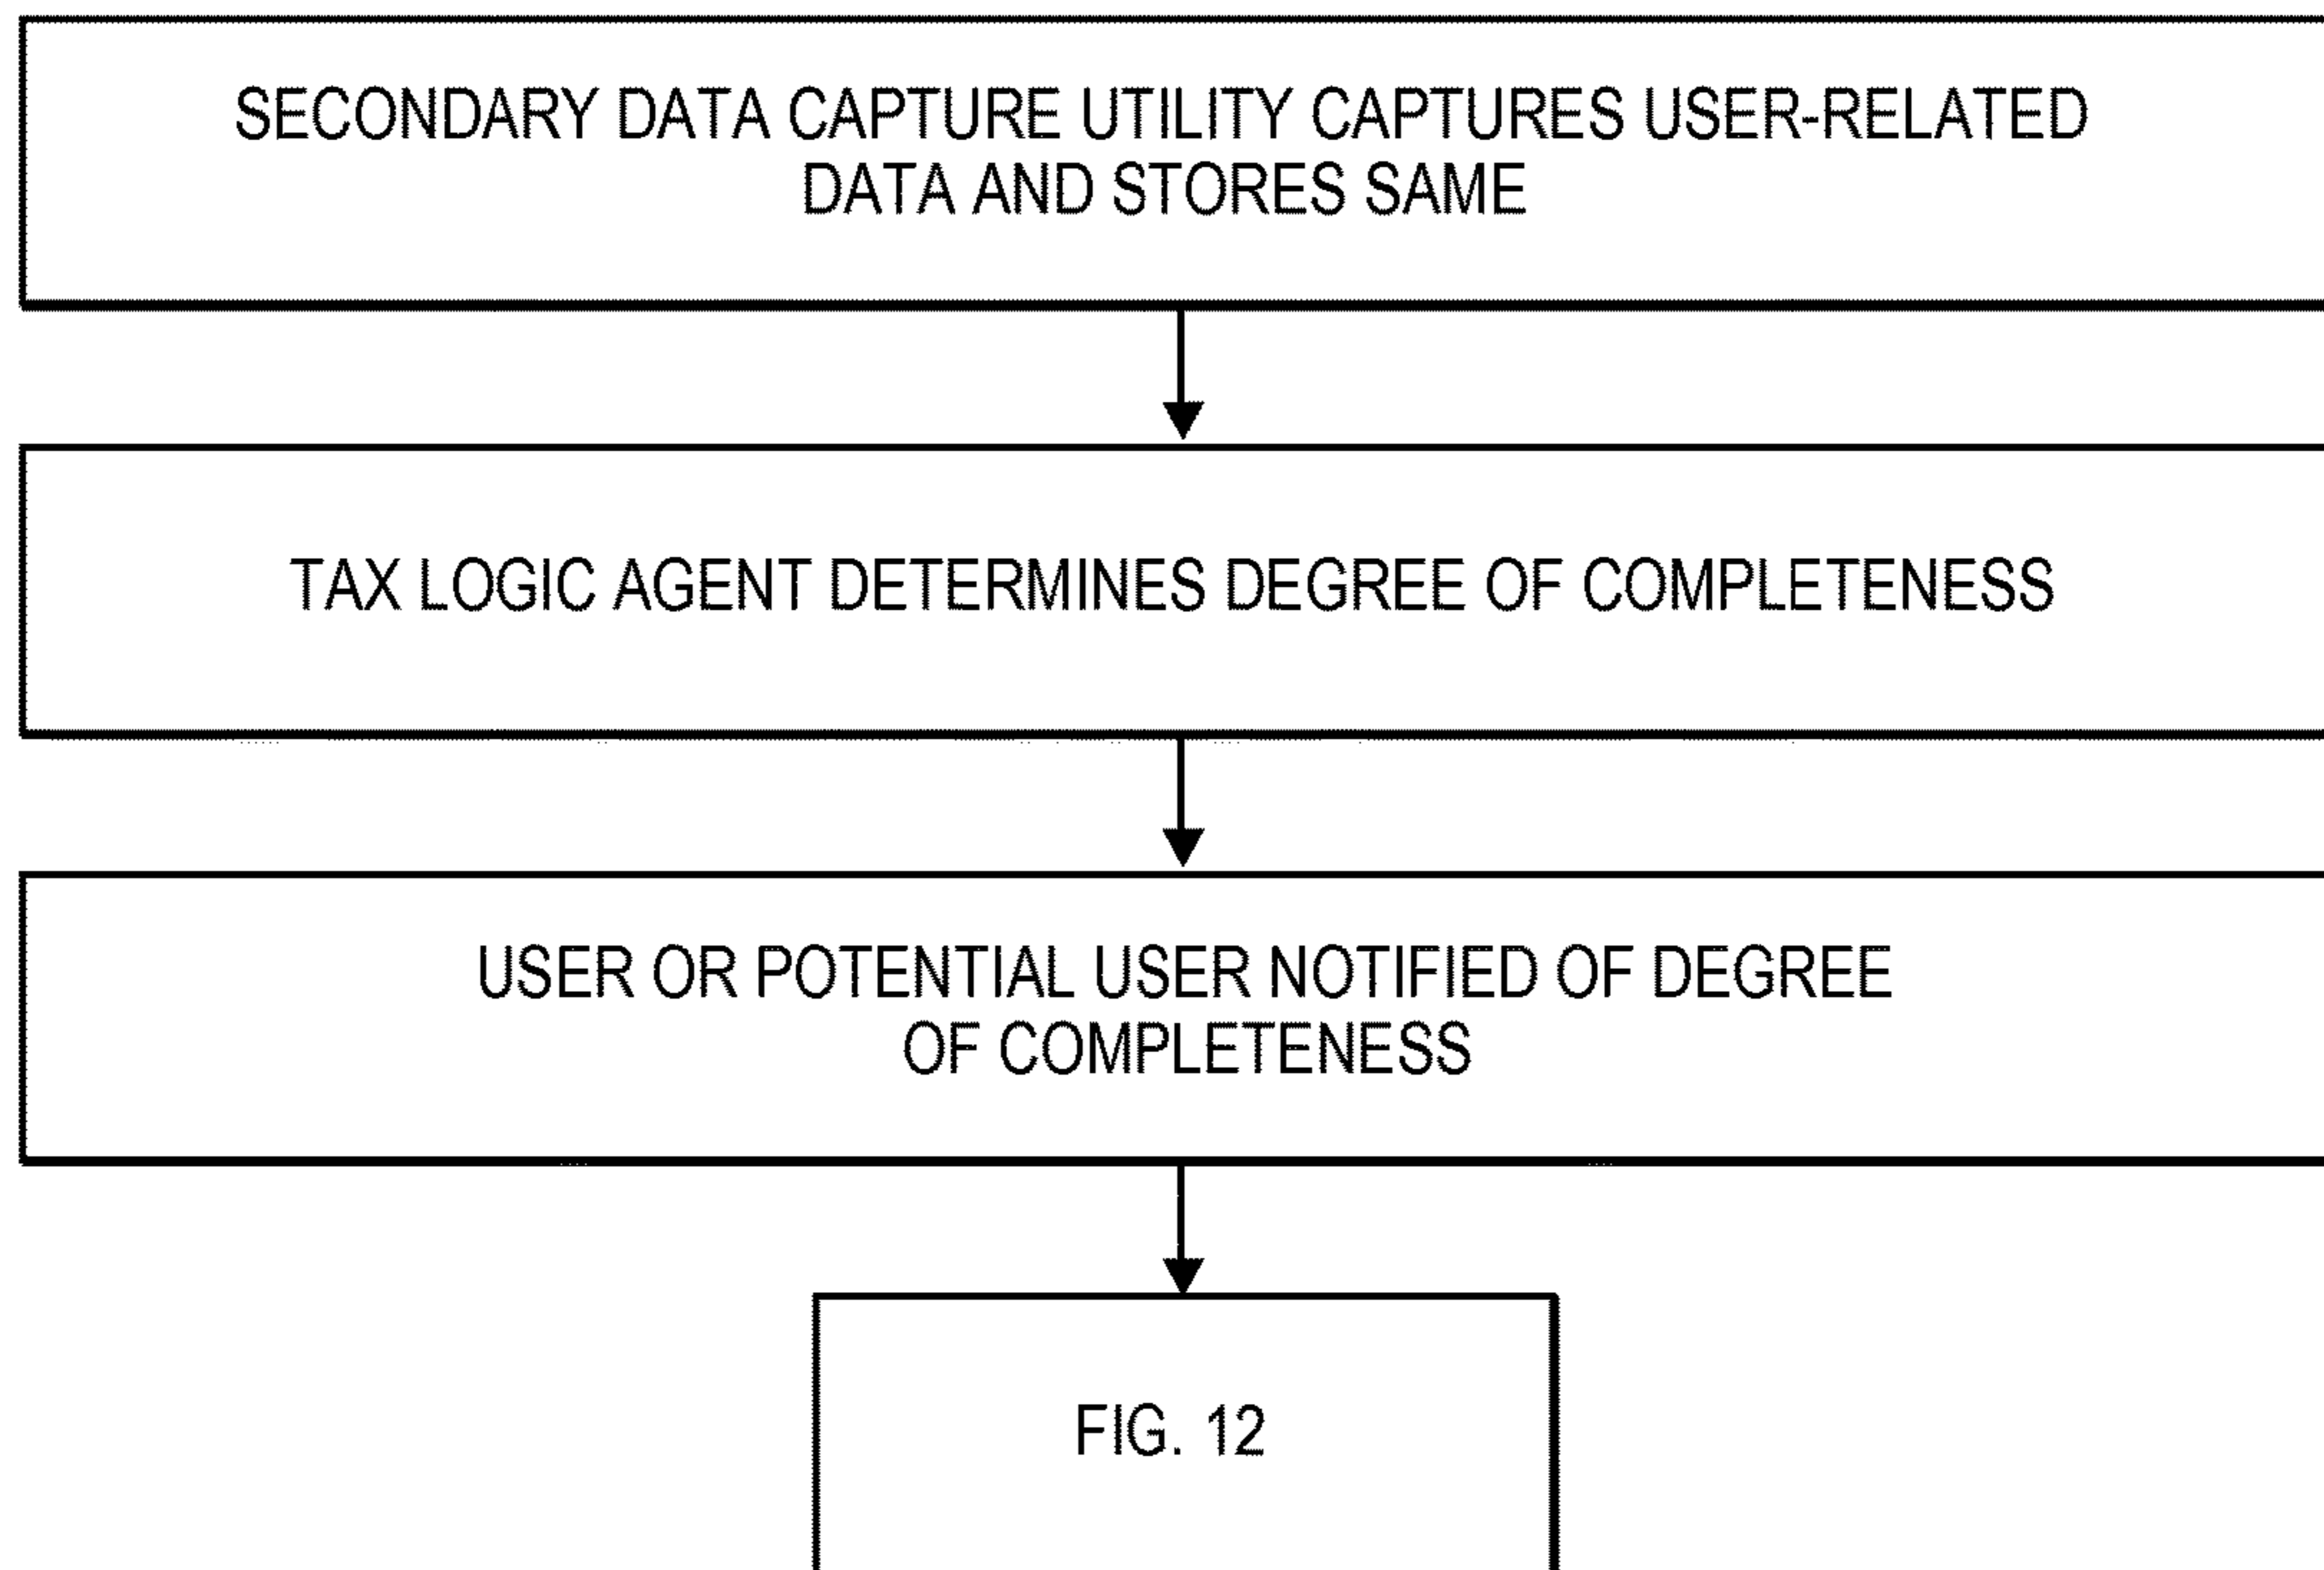 SECONDARY DATA CAPTURE UTILITY CAPTURES USER-RELATED
DATA AND STORES SAME
TAX LOGIC AGENT DETERMINES DEGREE OF COMPLETENESS
USER OR POTENTIAL USER NOTIFIED OF DEGREE
OF COMPLETENESS
FIG. 12